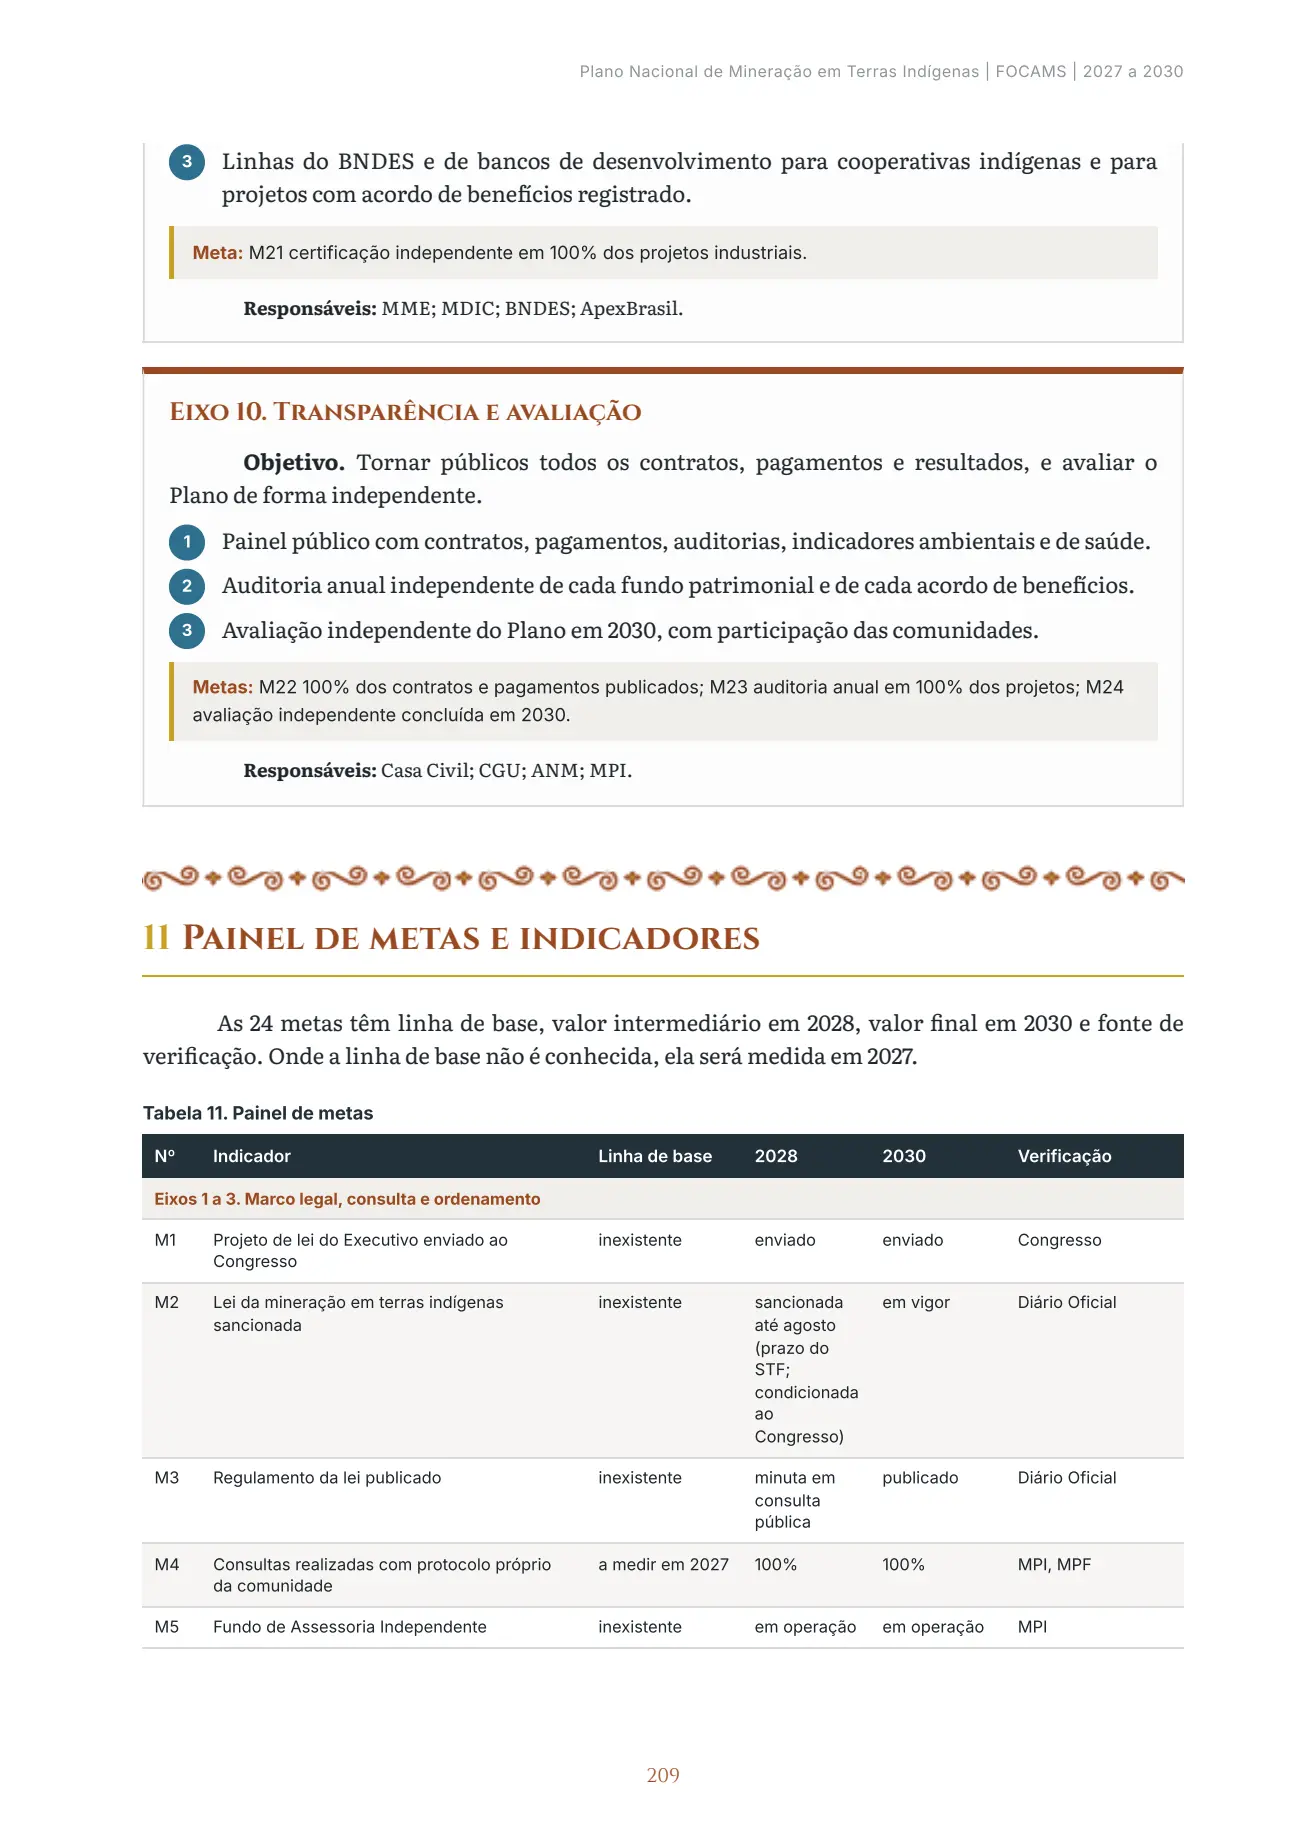 Plano Nacional de Mineração em Terras Indígenas | FOCAMS | 2027 a 2030
3 Linhas do BNDES e de bancos de desenvolvimento para cooperativas indígenas e para
projetos com acordo de benefícios registrado.
Meta: M21 certificação independente em 100% dos projetos industriais.
Responsáveis: MME; MDIC; BNDES; ApexBrasil.
Eixo 10. Transparência e avaliação
Objetivo. Tornar públicos todos os contratos, pagamentos e resultados, e avaliar o
Plano de forma independente.
1 Painel público com contratos, pagamentos, auditorias, indicadores ambientais e de saúde.
2 Auditoria anual independente de cada fundo patrimonial e de cada acordo de benefícios.
3 Avaliação independente do Plano em 2030, com participação das comunidades.
Metas: M22 100% dos contratos e pagamentos publicados; M23 auditoria anual em 100% dos projetos; M24
avaliação independente concluída em 2030.
Responsáveis: Casa Civil; CGU; ANM; MPI.
11 Painel de metas e indicadores
As 24 metas têm linha de base, valor intermediário em 2028, valor final em 2030 e fonte de
verificação. Onde a linha de base não é conhecida, ela será medida em 2027.
Tabela 11. Painel de metas
Nº Indicador Linha de base 2028 2030 Verificação
Eixos 1 a 3. Marco legal, consulta e ordenamento
M1 Projeto de lei do Executivo enviado ao inexistente enviado enviado Congresso
Congresso
M2 Lei da mineração em terras indígenas inexistente sancionada em vigor Diário Oficial
sancionada até agosto
(prazo do
STF;
condicionada
ao
Congresso)
M3 Regulamento da lei publicado inexistente minuta em publicado Diário Oficial
consulta
pública
M4 Consultas realizadas com protocolo próprio a medir em 2027 100% 100% MPI, MPF
da comunidade
M5 Fundo de Assessoria Independente inexistente em operação em operação MPI
209